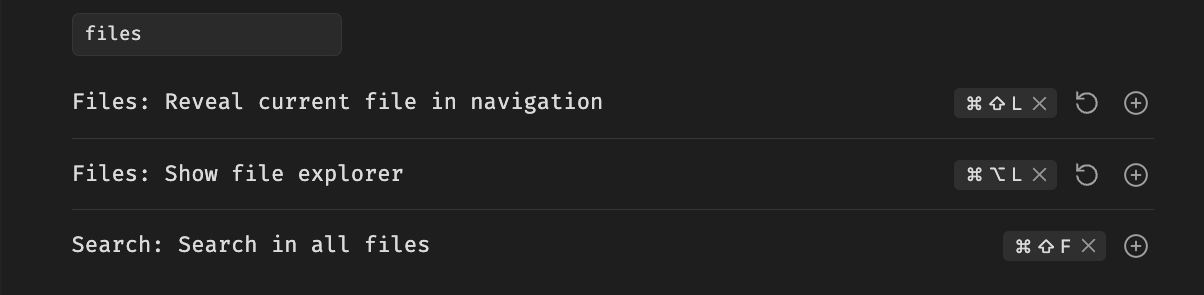 files
Files: Reveal current file in navigation ⌘ ⇧ L
Files: Show file explorer ⌘ ⌥ L
Search: Search in all files ⌘ ⇧ F